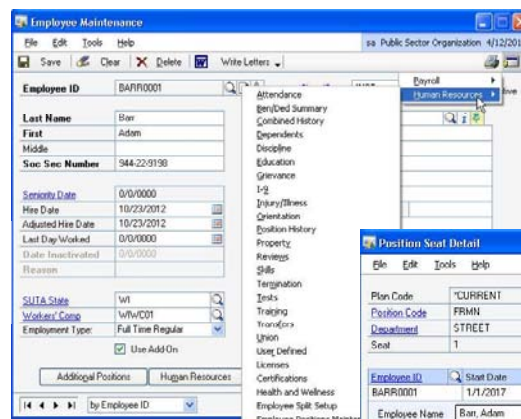 Employee Maintenance
File Edit Tools Help
sa Public Sector Organization 4/12/20
Save Clear Delete Write Letters
Payroll
Human Resources
Employee ID BARR0001
Last Name Barr
First Adam
Middle
Soc Sec Number 944-22-9198
Seniority Date 0/0/0000
Hire Date 10/23/2012
Adjusted Hire Date 10/23/2012
Last Day Worked 0/0/0000
Date Inactivated 0/0/0000
Reason
SUTA State WI
Workers' Comp WIWC01
Employment Type: Full Time Regular
Use Add-On
Additional Positions Human Resources
by Employee ID
Attendance
Ben/Ded Summary
Combined History
Dependents
Discipline
Education
Grievance
I-9
Injury/Illness
Orientation
Position History
Property
Reviews
Skills
Termination
Tests
Training
Transfers
Union
User Defined
Licenses
Certifications
Health and Wellness
Employee Split Setup
Position Seat Detail
File Edit Tools Help
Plan Code *CURRENT
Position Code FRMN
Department STREET
Seat 1
Employee ID Start Date
BARR0001 1/1/2017
Employee Name Barr, Adam